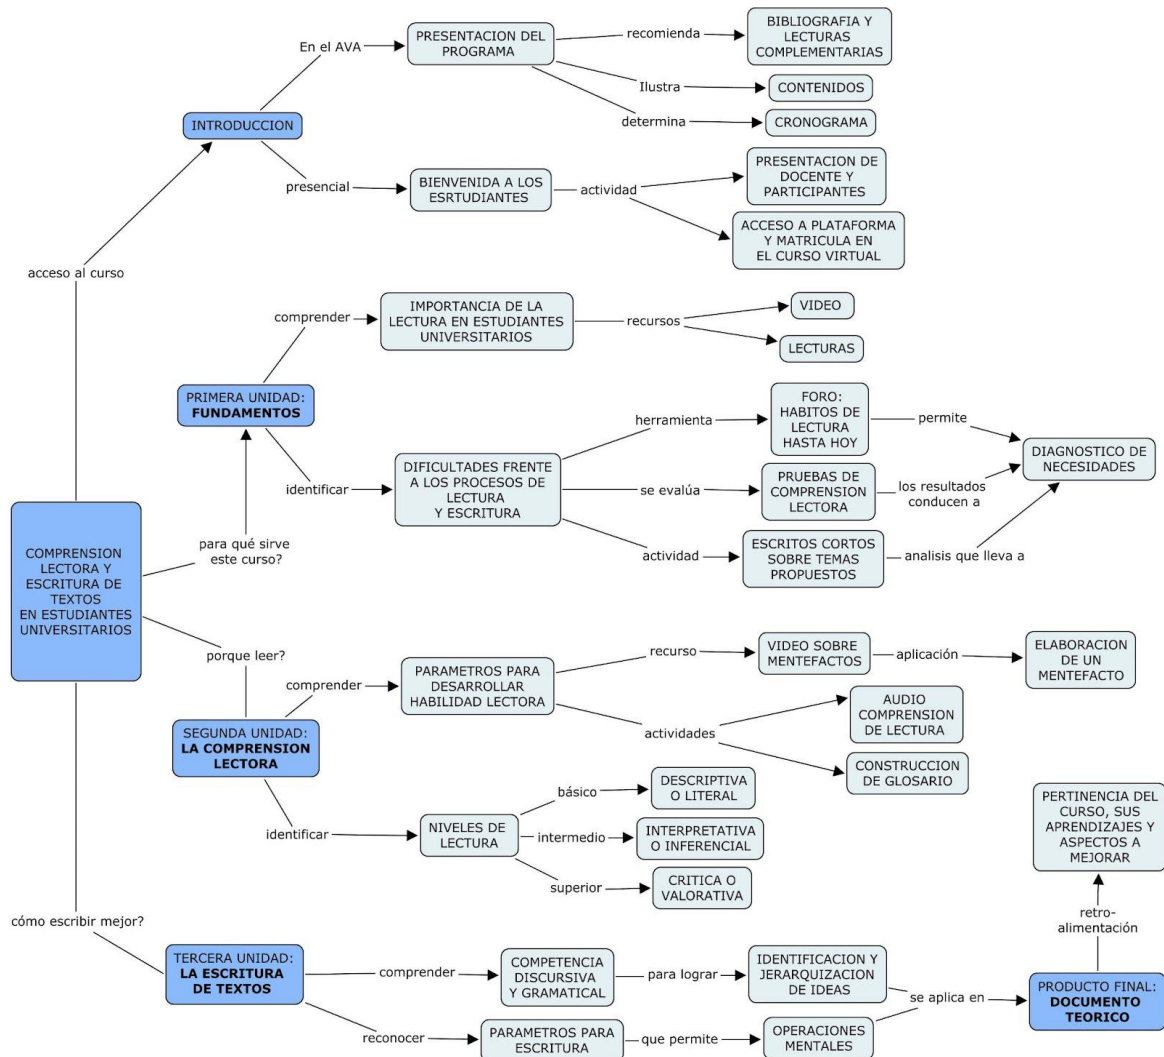 En el AVA
PRESENTACION DEL
PROGRAMA
recomienda
BIBLIOGRAFIA Y
LECTURAS
COMPLEMENTARIAS
Ilustra
CONTENIDOS
determina
CRONOGRAMA
INTRODUCCION
presencial
BIENVENIDA A LOS
ESRTUDIANTES
actividad
PRESENTACION DE
DOCENTE Y
PARTICIPANTES
ACCESO A PLATAFORMA
Y MATRICULA EN
EL CURSO VIRTUAL
acceso al curso
comprender
IMPORTANCIA DE LA
LECTURA EN ESTUDIANTES
UNIVERSITARIOS
recursos
VIDEO
LECTURAS
PRIMERA UNIDAD:
FUNDAMENTOS
identificar
DIFICULTADES FRENTE
A LOS PROCESOS DE
LECTURA
Y ESCRITURA
herramienta
FORO:
HABITOS DE
LECTURA
HASTA HOY
permite
se evalúa
PRUEBAS DE
COMPRENSION
LECTORA
los resultados
conducen a
actividad
ESCRITOS CORTOS
SOBRE TEMAS
PROPUESTOS
analisis que lleva a
DIAGNOSTICO DE
NECESIDADES
para qué sirve
este curso?
COMPRENSION
LECTORA Y
ESCRITURA DE
TEXTOS
EN ESTUDIANTES
UNIVERSITARIOS
porque leer?
SEGUNDA UNIDAD:
LA COMPRENSION
LECTORA
comprender
PARAMETROS PARA
DESARROLLAR
HABILIDAD LECTORA
recurso
VIDEO SOBRE
MENTEFACTOS
aplicación
ELABORACION
DE UN
MENTEFACTO
actividades
AUDIO
COMPRENSION
DE LECTURA
CONSTRUCCION
DE GLOSARIO
identificar
NIVELES DE
LECTURA
básico
DESCRIPTIVA
O LITERAL
intermedio
INTERPRETATIVA
O INFERENCIAL
superior
CRITICA O
VALORATIVA
cómo escribir mejor?
TERCERA UNIDAD:
LA ESCRITURA
DE TEXTOS
comprender
COMPETENCIA
DISCURSIVA
Y GRAMATICAL
para lograr
IDENTIFICACION Y
JERARQUIZACION
DE IDEAS
reconocer
PARAMETROS PARA
ESCRITURA
que permite
OPERACIONES
MENTALES
se aplica en
PRODUCTO FINAL:
DOCUMENTO
TEORICO
retro-
alimentación
PERTINENCIA DEL
CURSO, SUS
APRENDIZAJES Y
ASPECTOS A
MEJORAR